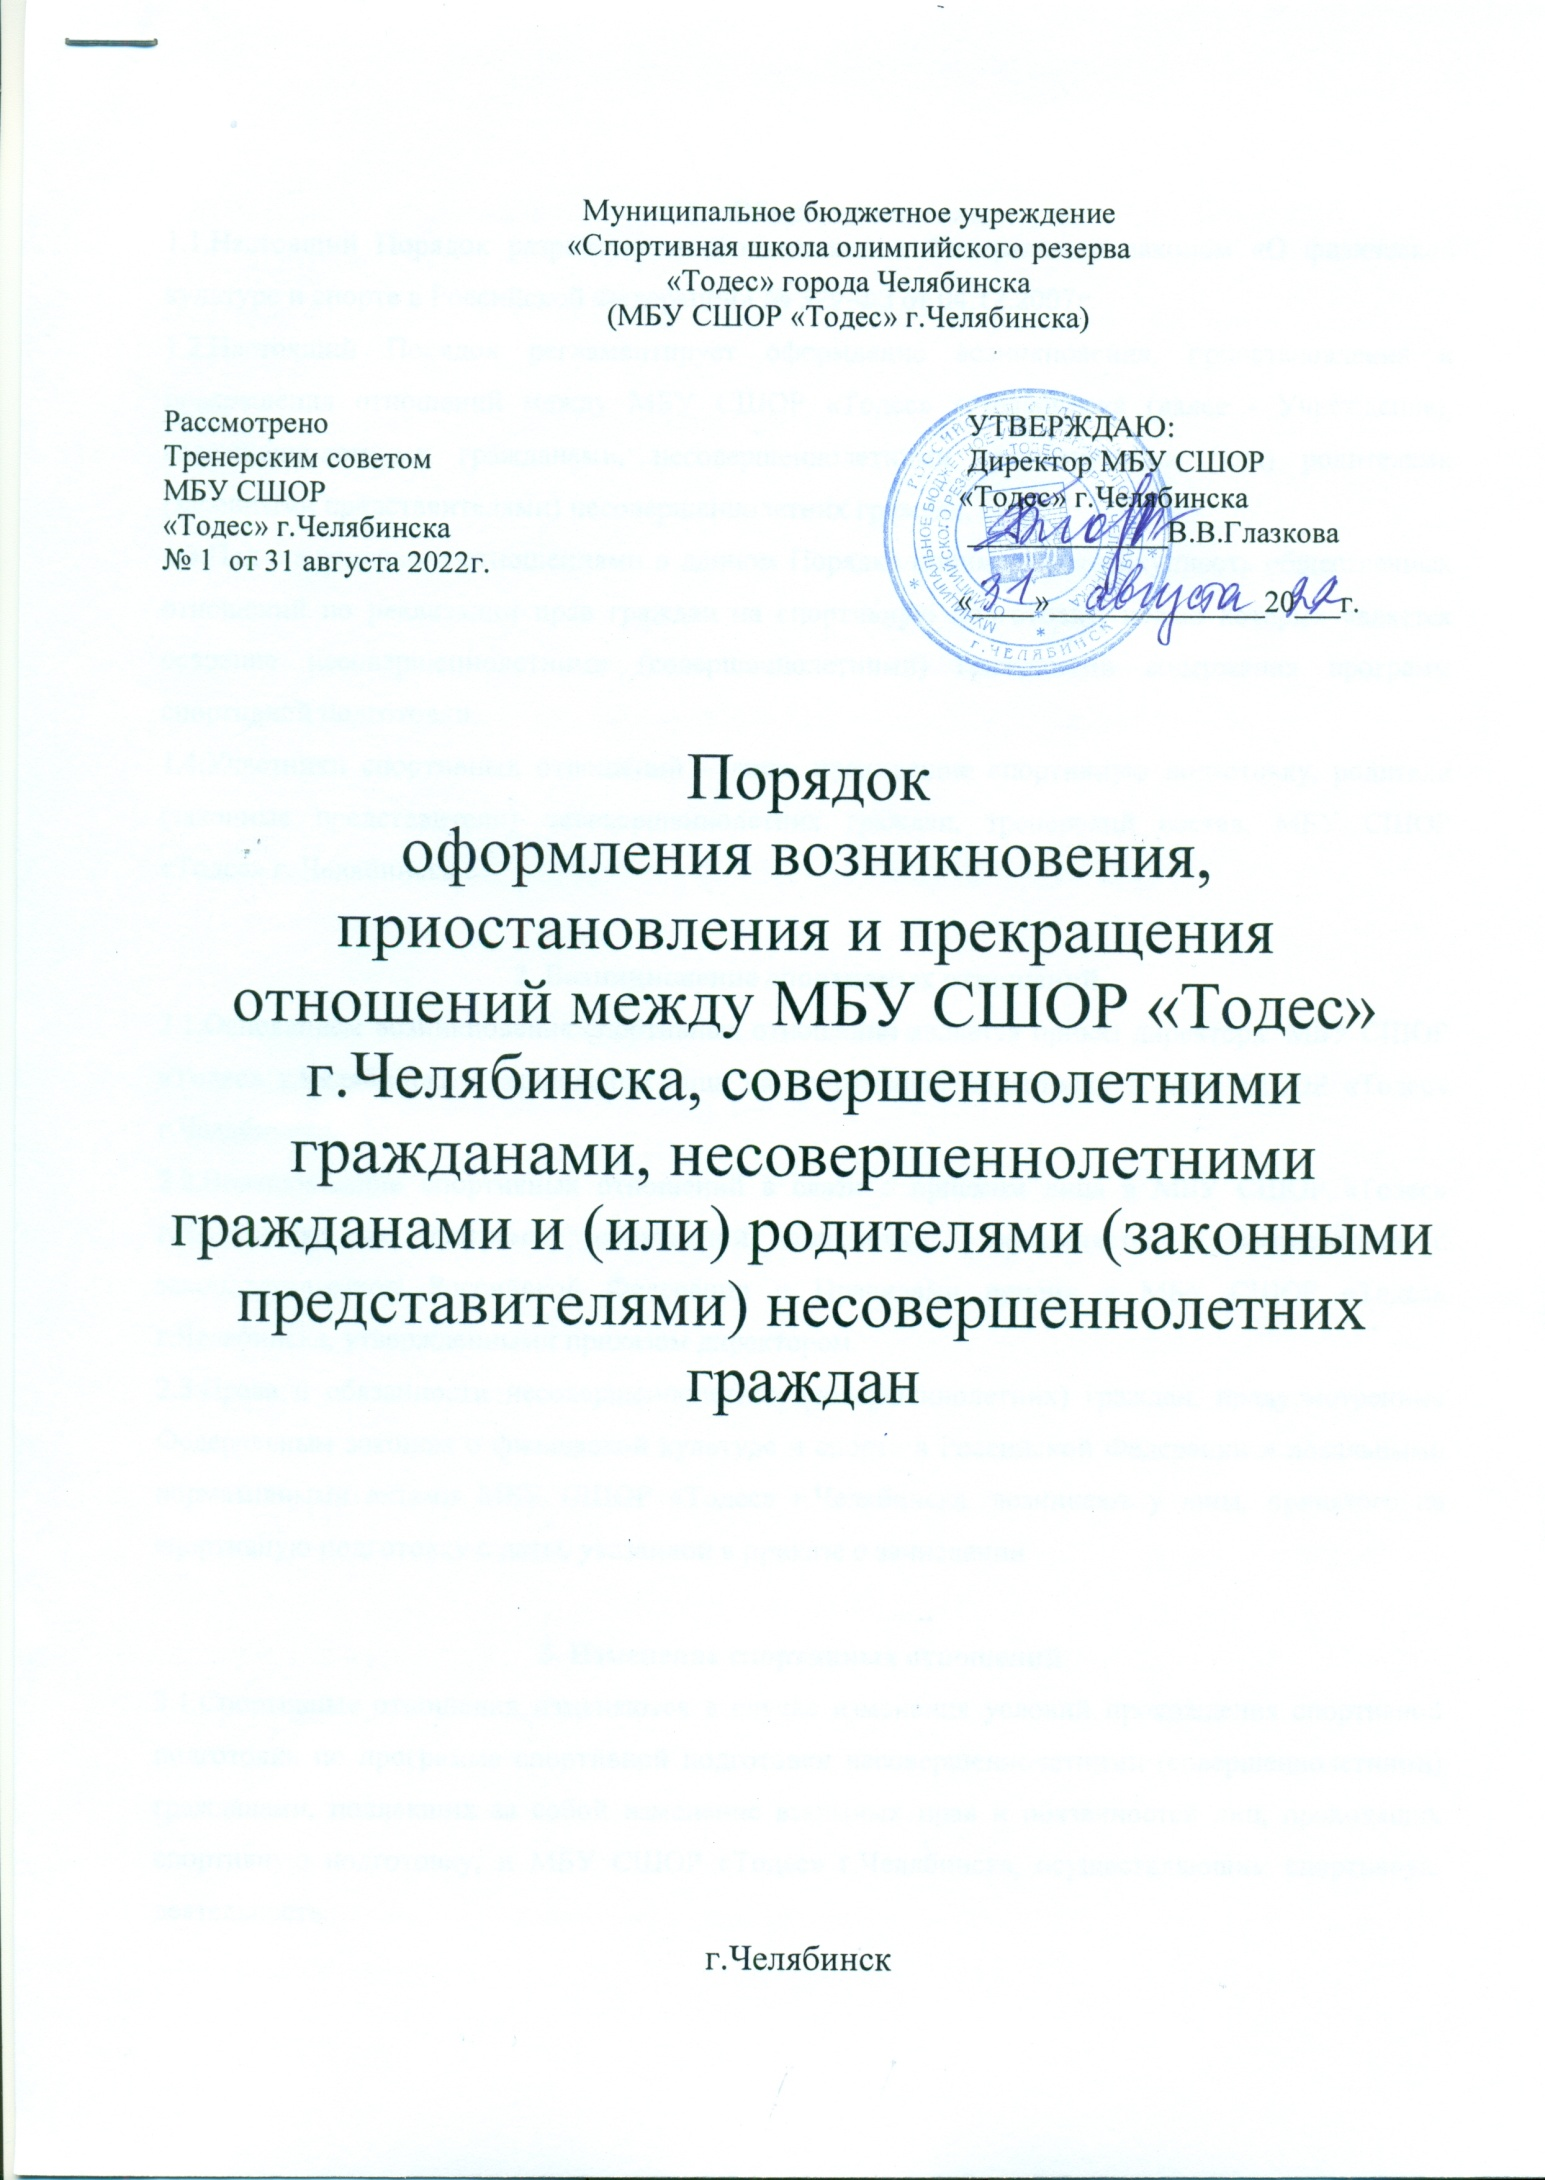 Муниципальное бюджетное учреждение
«Спортивная школа олимпийского резерва
«Тодес» города Челябинска
(МБУ СШОР «Тодес» г.Челябинска)
Рассмотрено
Тренерским советом
МБУ СШОР
«Тодес» г.Челябинска
№ 1 от 31 августа 2022г.
УТВЕРЖДАЮ:
Директор МБУ СШОР
«Тодес» г.Челябинска
В.В.Глазкова
«31» августа 2022г.
Г.ЧЕЛЯБИНСК
Порядок
оформления возникновения,
приостановления и прекращения
отношений между МБУ СШОР «Тодес»
г.Челябинска, совершеннолетними
гражданами, несовершеннолетними
гражданами и (или) родителями (законными
представителями) несовершеннолетних
граждан
г.Челябинск